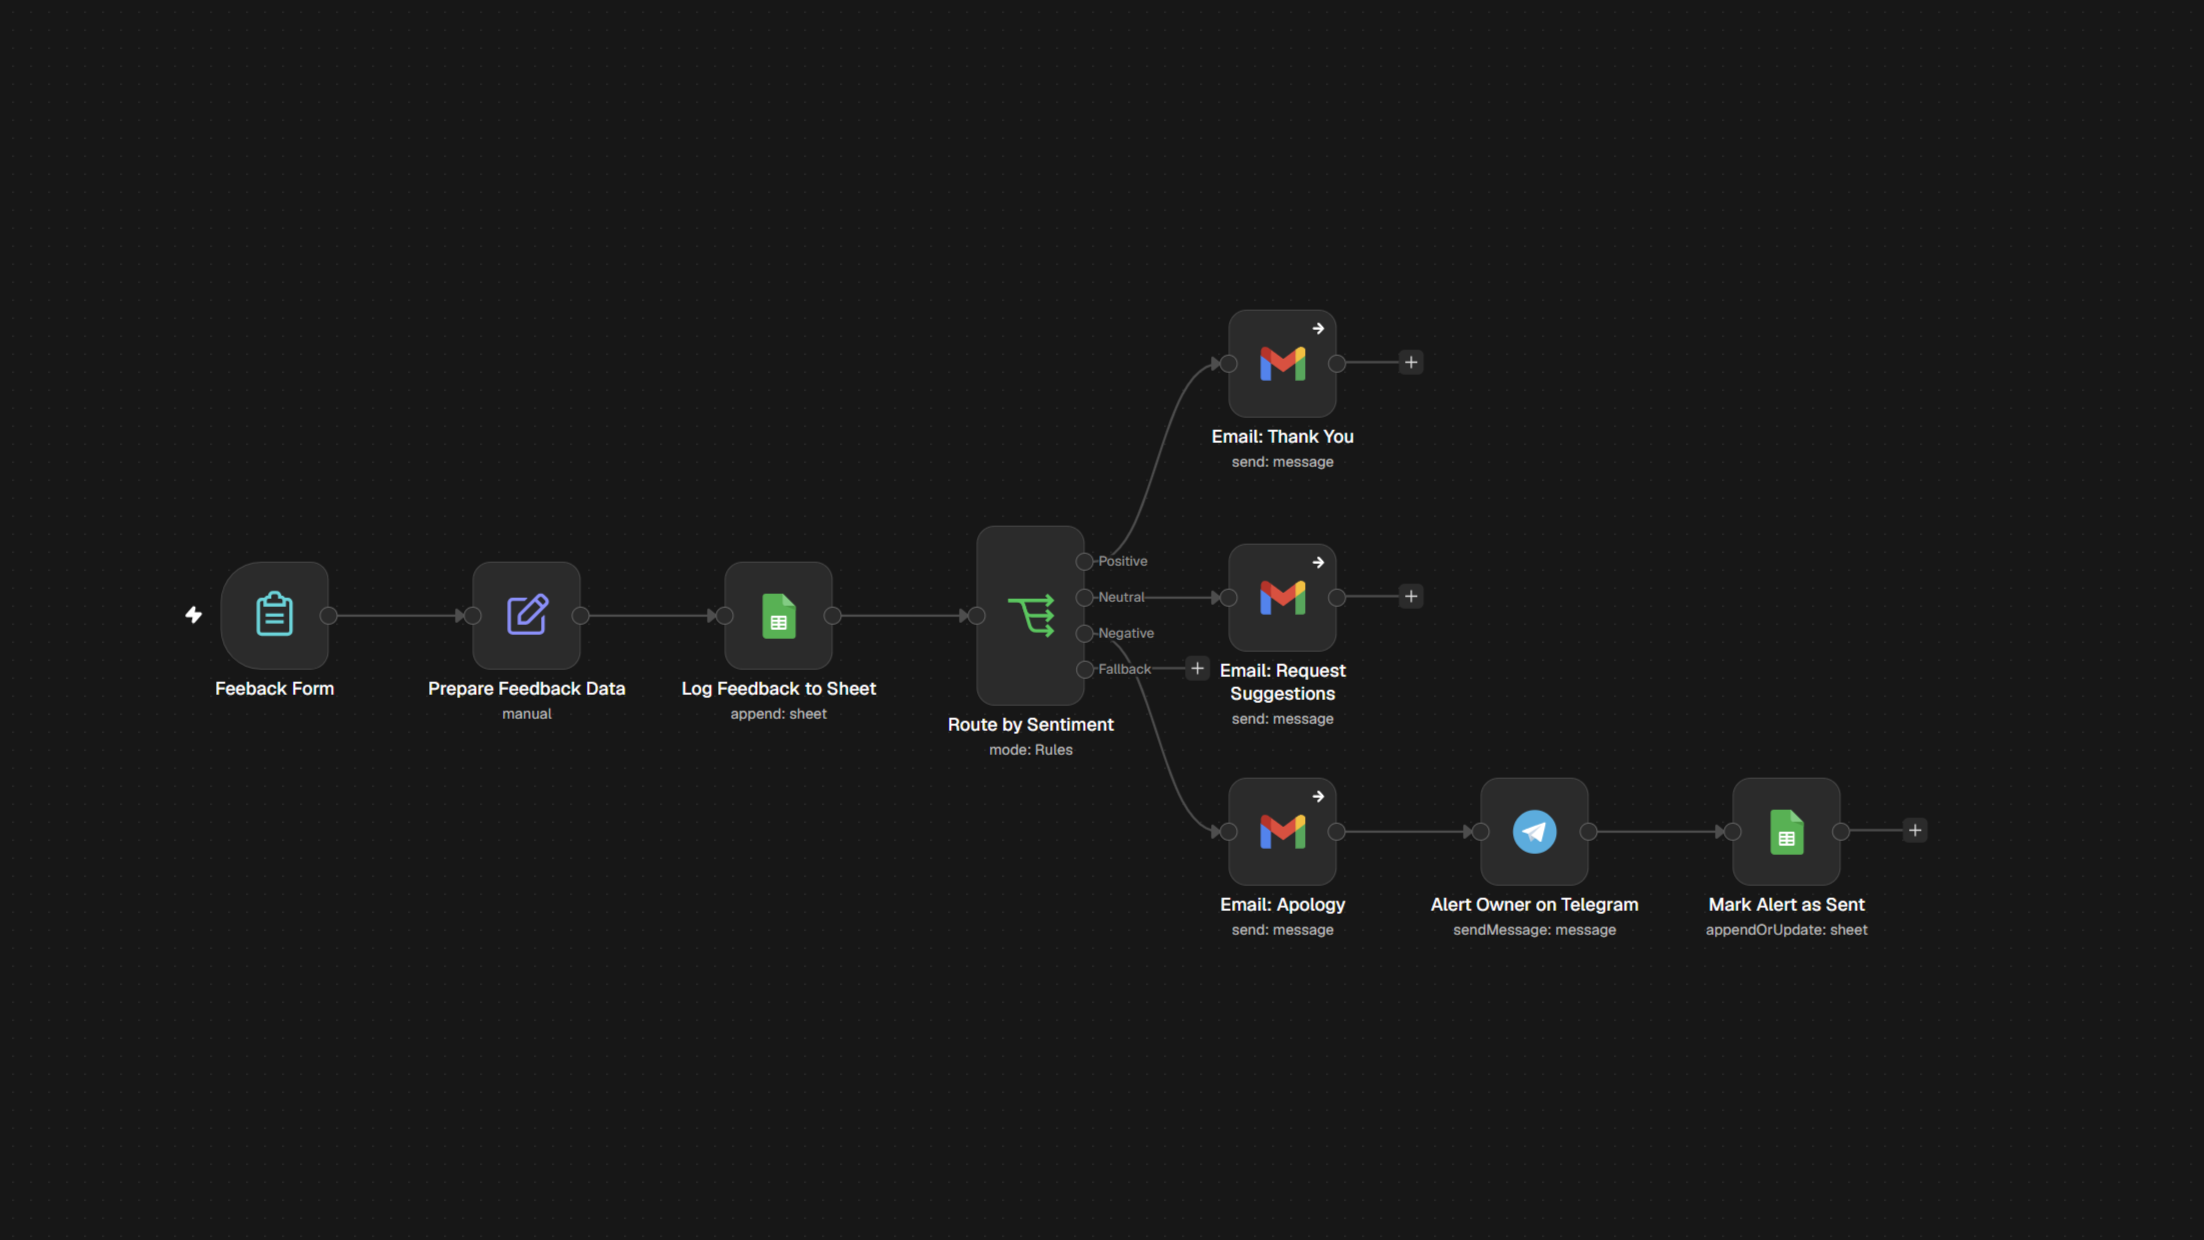 Email: Thank You
send: message
Positive
Neutral
Negative
Fallback
Feeback Form
Prepare Feedback Data
manual
Log Feedback to Sheet
append: sheet
Route by Sentiment
mode: Rules
Email: Request
Suggestions
send: message
Email: Apology
send: message
Alert Owner on Telegram
sendMessage: message
Mark Alert as Sent
appendOrUpdate: sheet